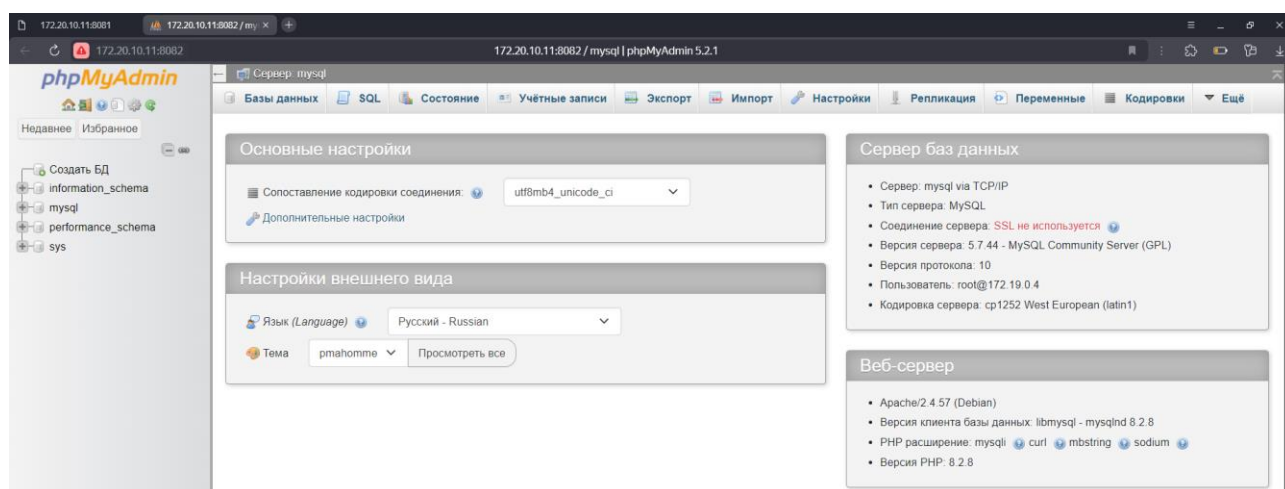 172.20.10.11:8081
172.20.10.11:8082 / my
172.20.10.11:8082
172.20.10.11:8082 / mysql | phpMyAdmin 5.2.1
phpMyAdmin
Недавнее Избранное
Создать БД
information_schema
mysql
performance_schema
sys
Сервер: mysql
Базы данных SQL Состояние Учётные записи Экспорт Импорт Настройки Репликация Переменные Кодировки Ещё
Основные настройки
Сопоставление кодировки соединения: utf8mb4_unicode_ci
Дополнительные настройки
Настройки внешнего вида
Язык (Language) Русский - Russian
Тема pmahomme Просмотреть все
Сервер баз данных
• Сервер: mysql via TCP/IP
• Тип сервера: MySQL
• Соединение сервера: SSL не используется
• Версия сервера: 5.7.44 - MySQL Community Server (GPL)
• Версия протокола: 10
• Пользователь: root@172.19.0.4
• Кодировка сервера: cp1252 West European (latin1)
Веб-сервер
• Apache/2.4.57 (Debian)
• Версия клиента базы данных: libmysql - mysqlnd 8.2.8
• PHP расширение: mysqli curl mbstring sodium
• Версия PHP: 8.2.8